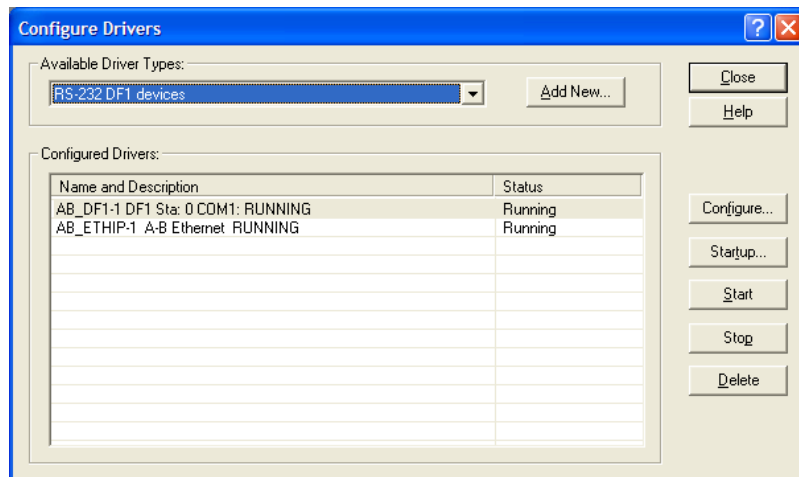 Configure Drivers
Available Driver Types:
RS-232 DF1 devices
Add New...
Close
Help
Configured Drivers:
Name and Description Status
AB_DF1-1 DF1 Sta: 0 COM1: RUNNING Running
AB_ETHIP-1 A-B Ethernet RUNNING Running
Configure...
Startup...
Start
Stop
Delete